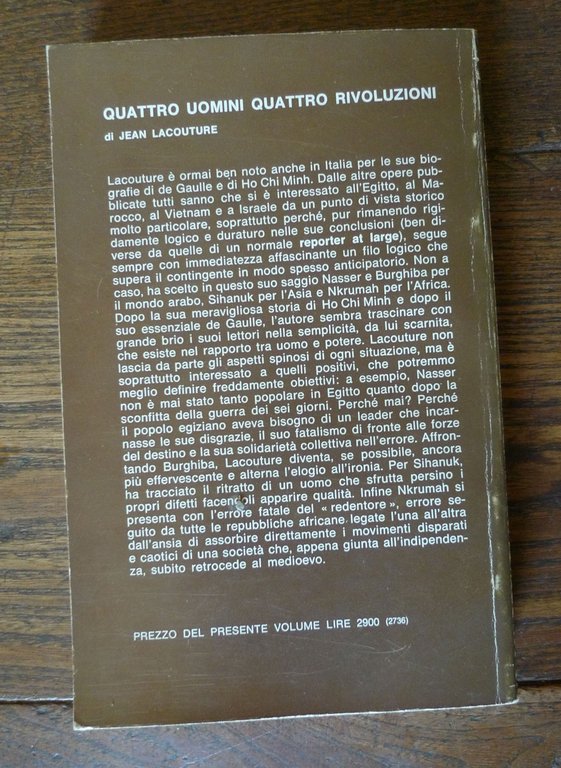 QUATTRO UOMINI QUATTRO RIVOLUZIONI
di JEAN LACOUTURE
Lacouture è ormai ben noto anche in Italia per le sue bio-
grafie di de Gaulle e di Ho Chi Minh. Dalle altre opere pub-
blicate tutti sanno che si è interessato all'Egitto, al Ma-
rocco, al Vietnam e a Israele da un punto di vista storico
molto particolare, soprattutto perché, pur rimanendo rigi-
damente logico e duraturo nelle sue conclusioni (ben di-
verse da quelle di un normale reporter at large), segue
sempre con immediatezza affascinante un filo logico che
supera il contingente in modo spesso anticipatorio. Non a
caso, ha scelto in questo suo saggio Nasser e Burghiba per
il mondo arabo, Sihanuk per l'Asia e Nkrumah per l'Africa.
Dopo la sua meravigliosa storia di Ho Chi Minh e dopo il
suo essenziale de Gaulle, l'autore sembra trascinare con
grande brio i suoi lettori nella semplicità, da lui scarnita,
che esiste nel rapporto tra uomo e potere. Lacouture non
lascia da parte gli aspetti spinosi di ogni situazione, ma è
soprattutto interessato a quelli positivi, che potremmo
meglio definire freddamente obiettivi: a esempio, Nasser
non è mai stato tanto popolare in Egitto quanto dopo la
sconfitta della guerra dei sei giorni. Perché mai? Perché
il popolo egiziano aveva bisogno di un leader che incar-
nasse le sue disgrazie, il suo fatalismo di fronte alle forze
del destino e la sua solidarietà collettiva nell'errore. Affron-
tando Burghiba, Lacouture diventa, se possibile, ancora
più effervescente e alterna l'elogio all'ironia. Per Sihanuk,
ha tracciato il ritratto di un uomo che sfrutta persino i
propri difetti facendoli apparire qualità. Infine Nkrumah si
presenta con l'errore fatale del « redentore », errore se-
guito da tutte le repubbliche africane legate l'una all'altra
dall'ansia di assorbire direttamente i movimenti disparati
e caotici di una società che, appena giunta all'indipenden-
za, subito retrocede al medioevo.
PREZZO DEL PRESENTE VOLUME LIRE 2900 (2736)